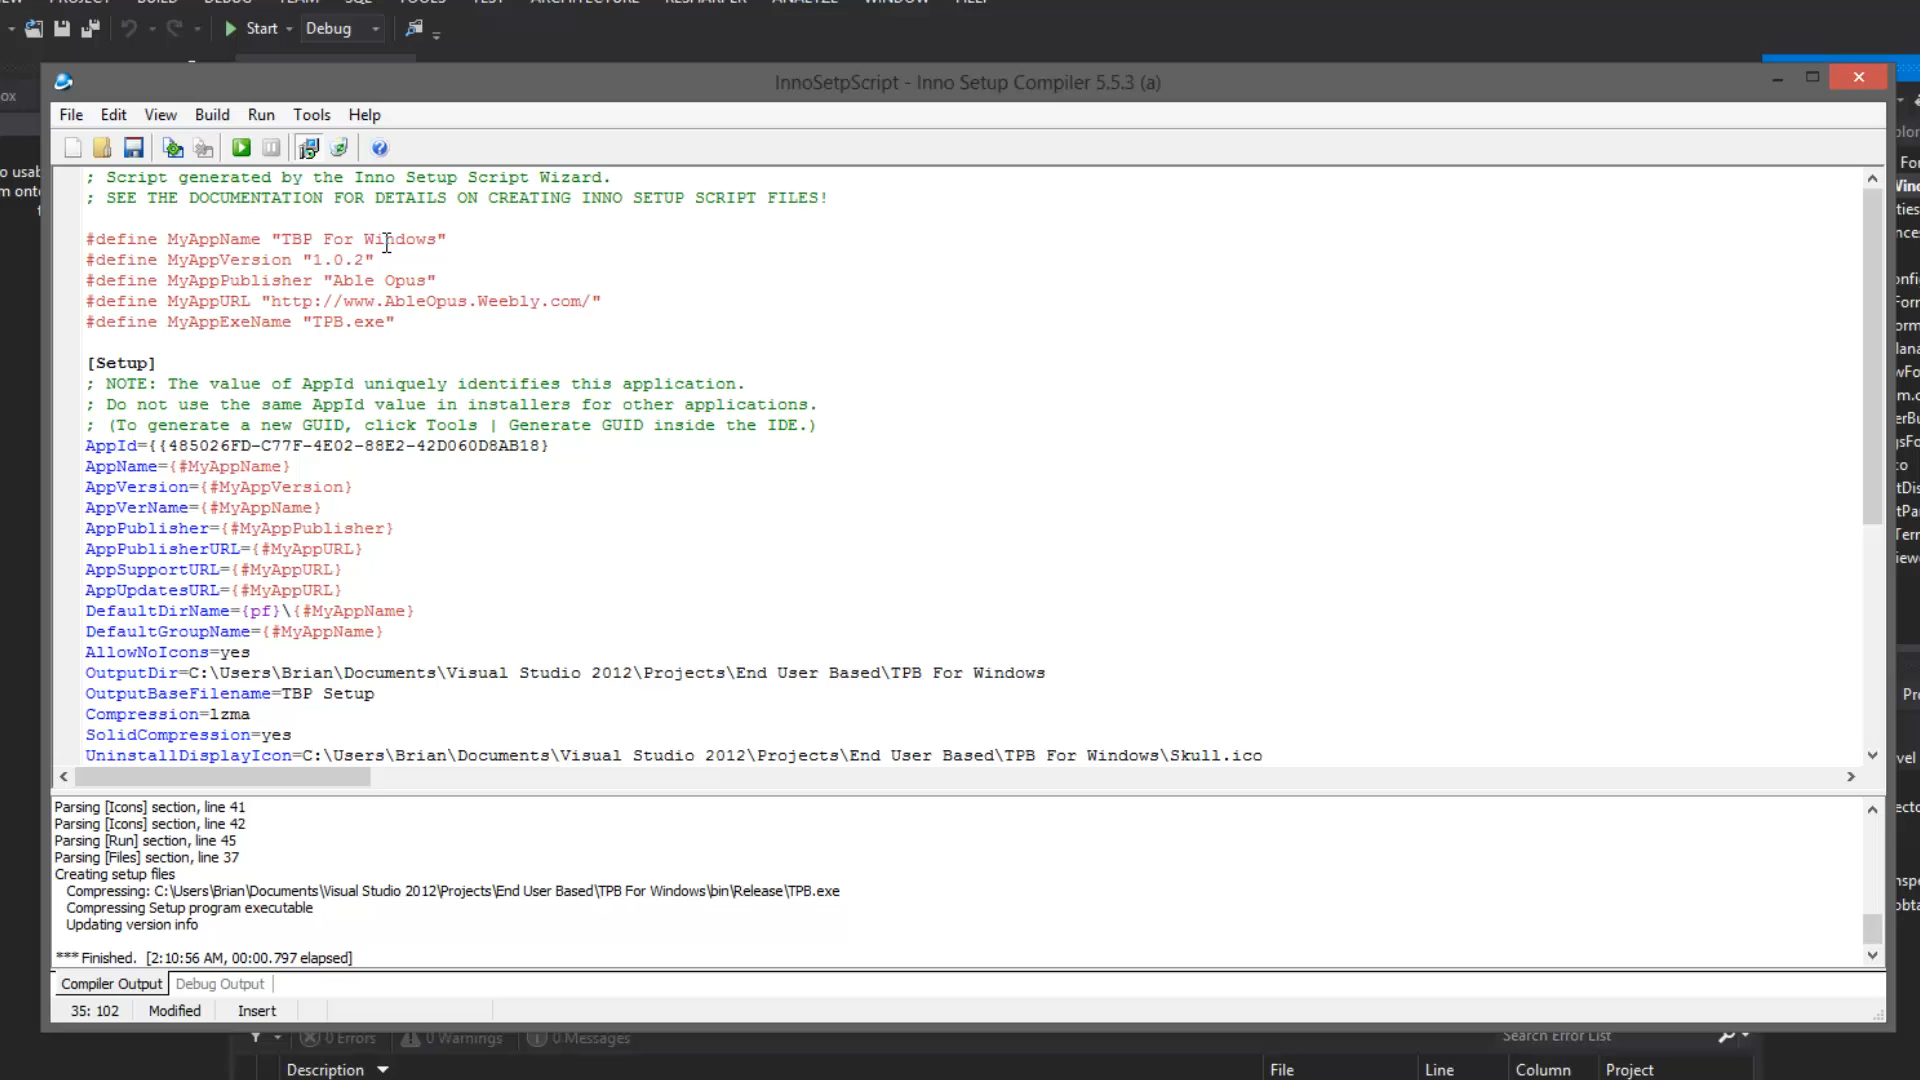 PROJECT BUILD DEBUG TEAM SQL TOOLS TEST ARCHITECTURE RESHARPER ANALYZE WINDOW HELP
Start Debug
InnoSetpScript - Inno Setup Compiler 5.5.3 (a)
File Edit View Build Run Tools Help
; Script generated by the Inno Setup Script Wizard.
; SEE THE DOCUMENTATION FOR DETAILS ON CREATING INNO SETUP SCRIPT FILES!
#define MyAppName "TBP For Windows"
#define MyAppVersion "1.0.2"
#define MyAppPublisher "Able Opus"
#define MyAppURL "http://www.AbleOpus.Weebly.com/"
#define MyAppExeName "TPB.exe"
[Setup]
; NOTE: The value of AppId uniquely identifies this application.
; Do not use the same AppId value in installers for other applications.
; (To generate a new GUID, click Tools | Generate GUID inside the IDE.)
AppId={{485026FD-C77F-4E02-88E2-42D060D8AB18}
AppName={#MyAppName}
AppVersion={#MyAppVersion}
AppVerName={#MyAppName}
AppPublisher={#MyAppPublisher}
AppPublisherURL={#MyAppURL}
AppSupportURL={#MyAppURL}
AppUpdatesURL={#MyAppURL}
DefaultDirName={pf}\{#MyAppName}
DefaultGroupName={#MyAppName}
AllowNoIcons=yes
OutputDir=C:\Users\Brian\Documents\Visual Studio 2012\Projects\End User Based\TPB For Windows
OutputBaseFilename=TBP Setup
Compression=lzma
SolidCompression=yes
UninstallDisplayIcon=C:\Users\Brian\Documents\Visual Studio 2012\Projects\End User Based\TPB For Windows\Skull.ico
Parsing [Icons] section, line 41
Parsing [Icons] section, line 42
Parsing [Run] section, line 45
Parsing [Files] section, line 37
Creating setup files
Compressing: C:\Users\Brian\Documents\Visual Studio 2012\Projects\End User Based\TPB For Windows\bin\Release\TPB.exe
Compressing Setup program executable
Updating version info
*** Finished. [2:10:56 AM, 00:00.797 elapsed]
Compiler Output Debug Output
35: 102 Modified Insert
0 Errors 0 Warnings 0 Messages Search Error List
Description File Line Column Project